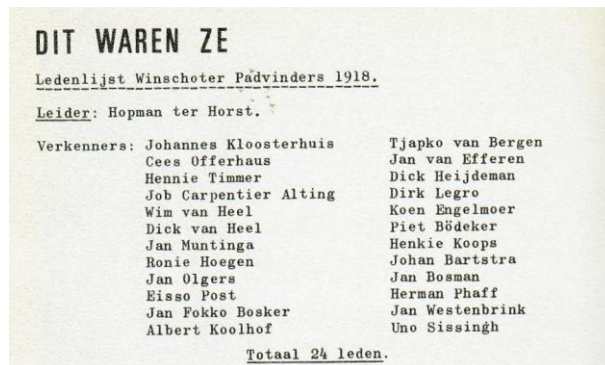 DIT WAREN ZE
Ledenlijst Winschoter Padvinders 1918.
Leider: Hopman ter Horst.
Verkenners: Johannes Kloosterhuis Tjapko van Bergen
Cees Offerhaus Jan van Efferen
Hennie Timmer Dick Heijdeman
Job Carpentier Alting Dirk Legro
Wim van Heel Koen Engelmoer
Dick van Heel Piet Bödeker
Jan Muntinga Henkie Koops
Ronie Hoegen Johan Bartstra
Jan Olgers Jan Bosman
Eisso Post Herman Phaff
Jan Fokko Bosker Jan Westenbrink
Albert Koolhof Uno Sissingh
Totaal 24 leden.